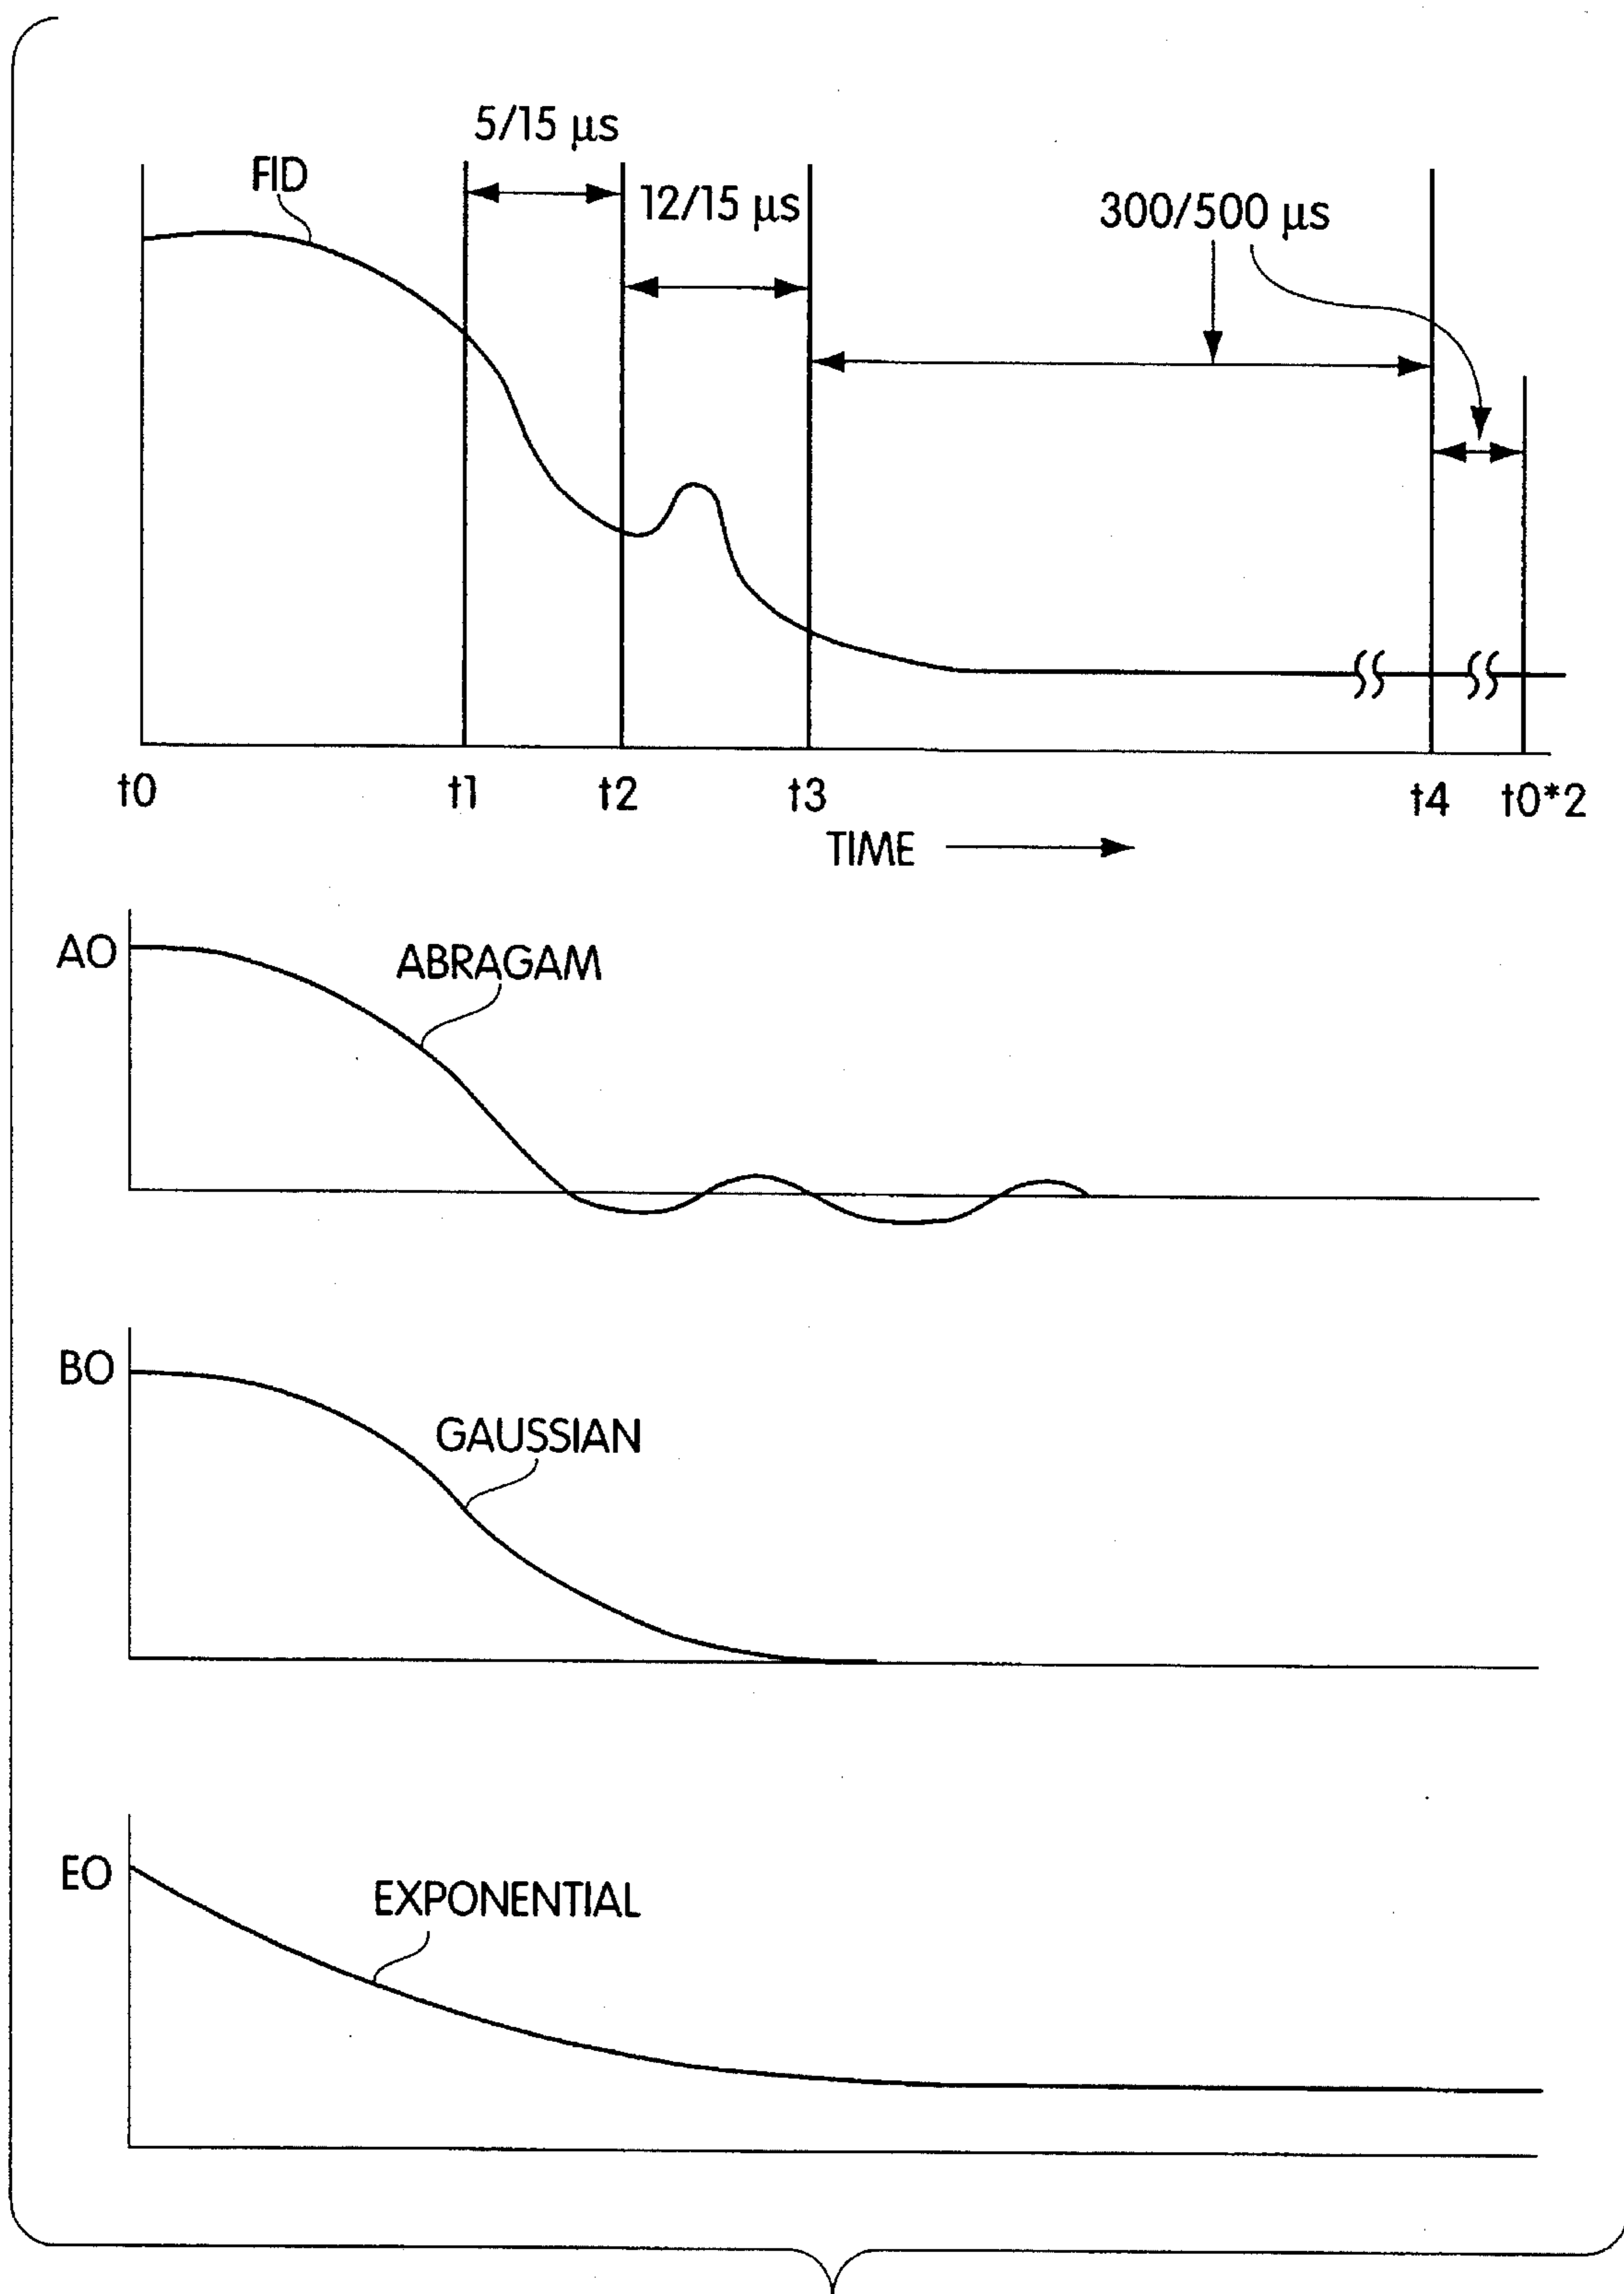 5/15 μs
FID
12/15 μs
300/500 μs
t0 t1 t2 t3 t4 t0*2
TIME
AO
ABRAGAM
BO
GAUSSIAN
EO
EXPONENTIAL